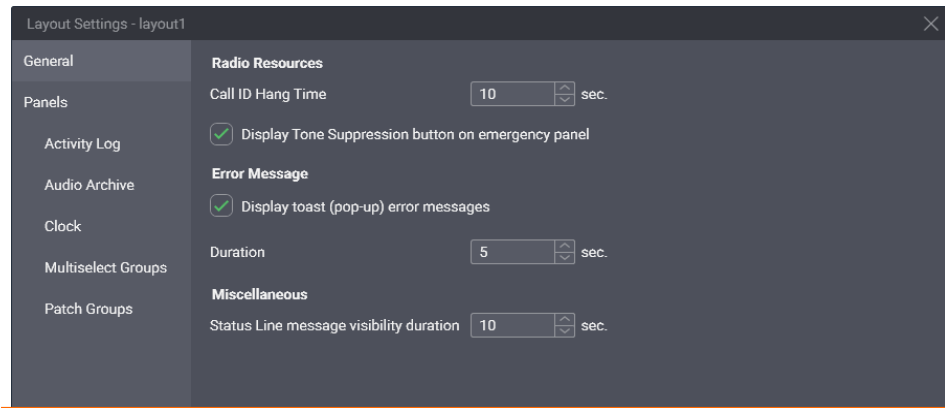 Layout Settings - layout1
General
Panels
Activity Log
Audio Archive
Clock
Multiselect Groups
Patch Groups
Radio Resources
Call ID Hang Time 10 sec.
Display Tone Suppression button on emergency panel
Error Message
Display toast (pop-up) error messages
Duration 5 sec.
Miscellaneous
Status Line message visibility duration 10 sec.